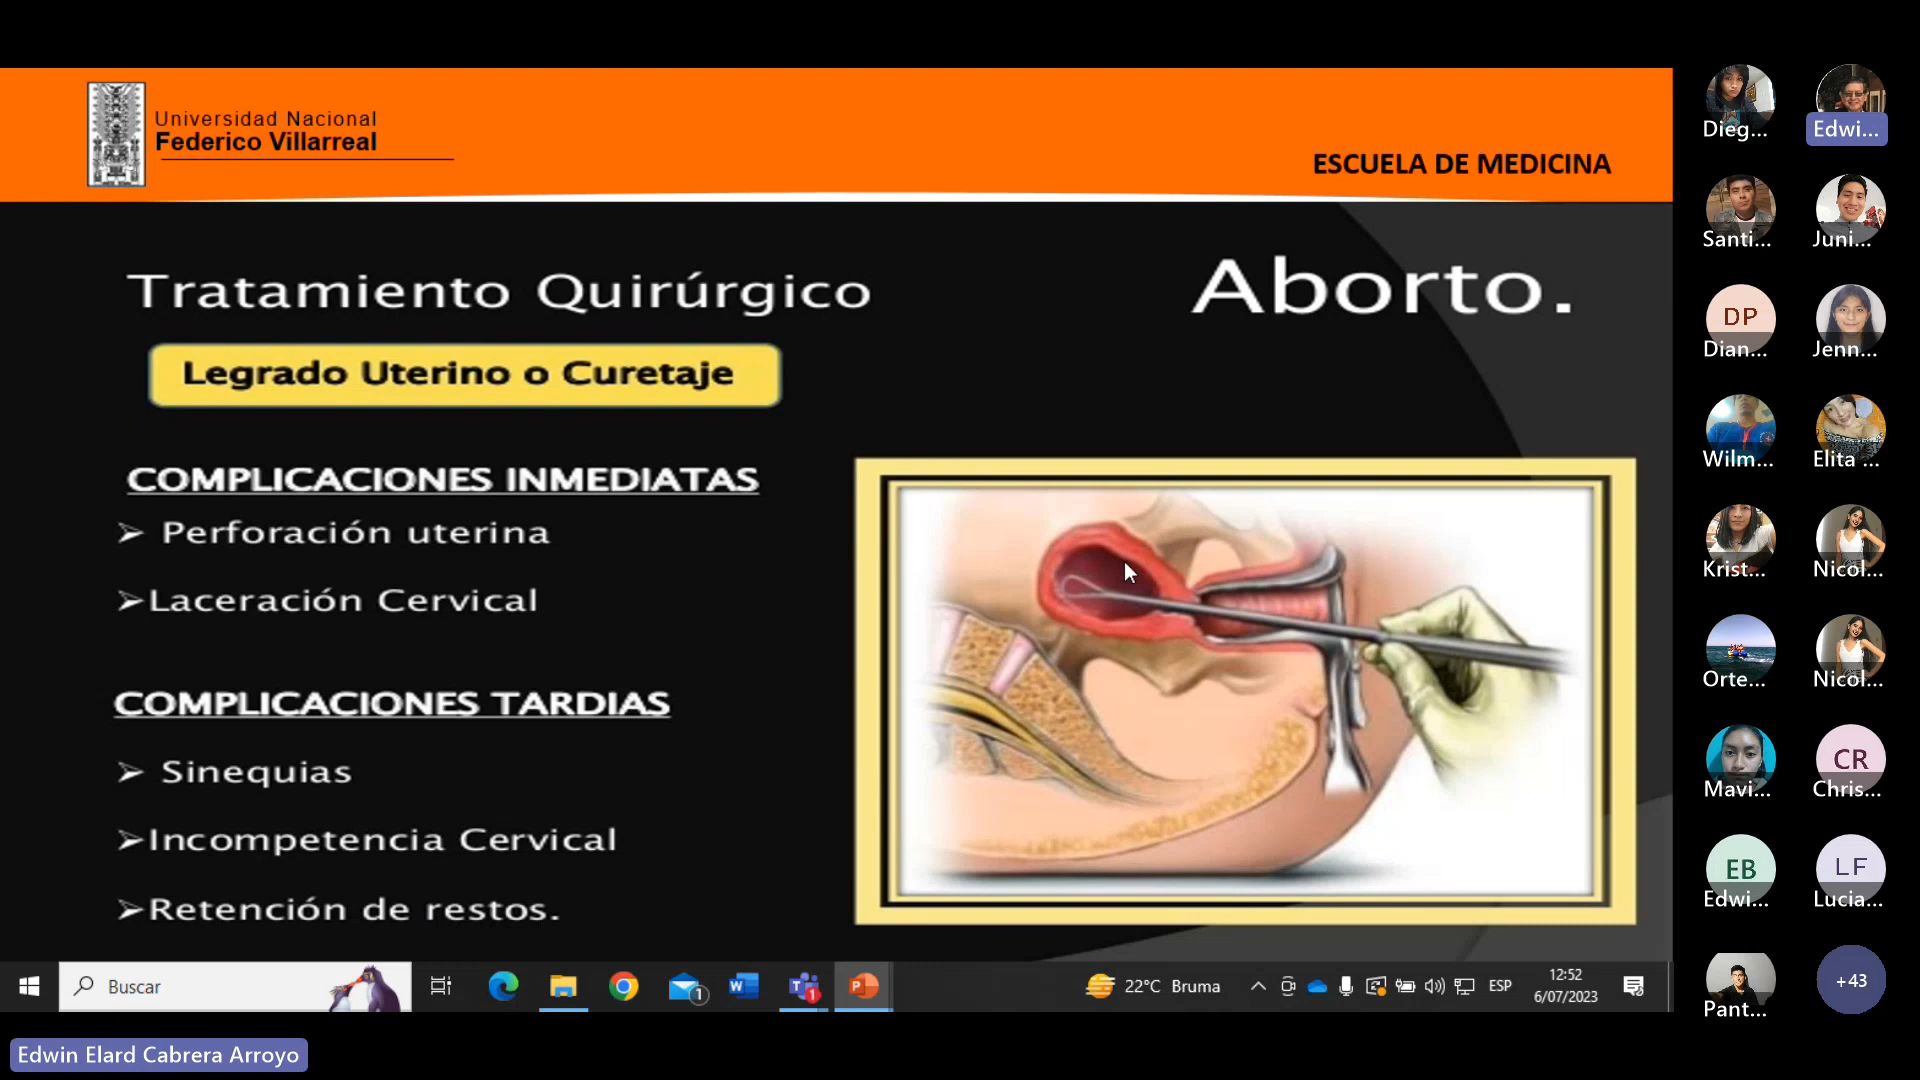 Universidad Nacional
Federico Villarreal
ESCUELA DE MEDICINA
Tratamiento Quirúrgico
Aborto.
Legrado Uterino o Curetaje
COMPLICACIONES INMEDIATAS
➢ Perforación uterina
➢Laceración Cervical
COMPLICACIONES TARDIAS
➢ Sinequias
➢Incompetencia Cervical
➢Retención de restos.
Dieg...
Edwi...
Santi...
Juni...
DP
Dian...
Jenn...
Wilm...
Elita ...
Krist...
Nicol...
Orte...
Nicol...
Mavi...
CR
Chris...
EB
Edwi...
LF
Lucia...
Pant...
+43
Buscar
1
1
22°C Bruma
ESP
12:52
6/07/2023
Edwin Elard Cabrera Arroyo